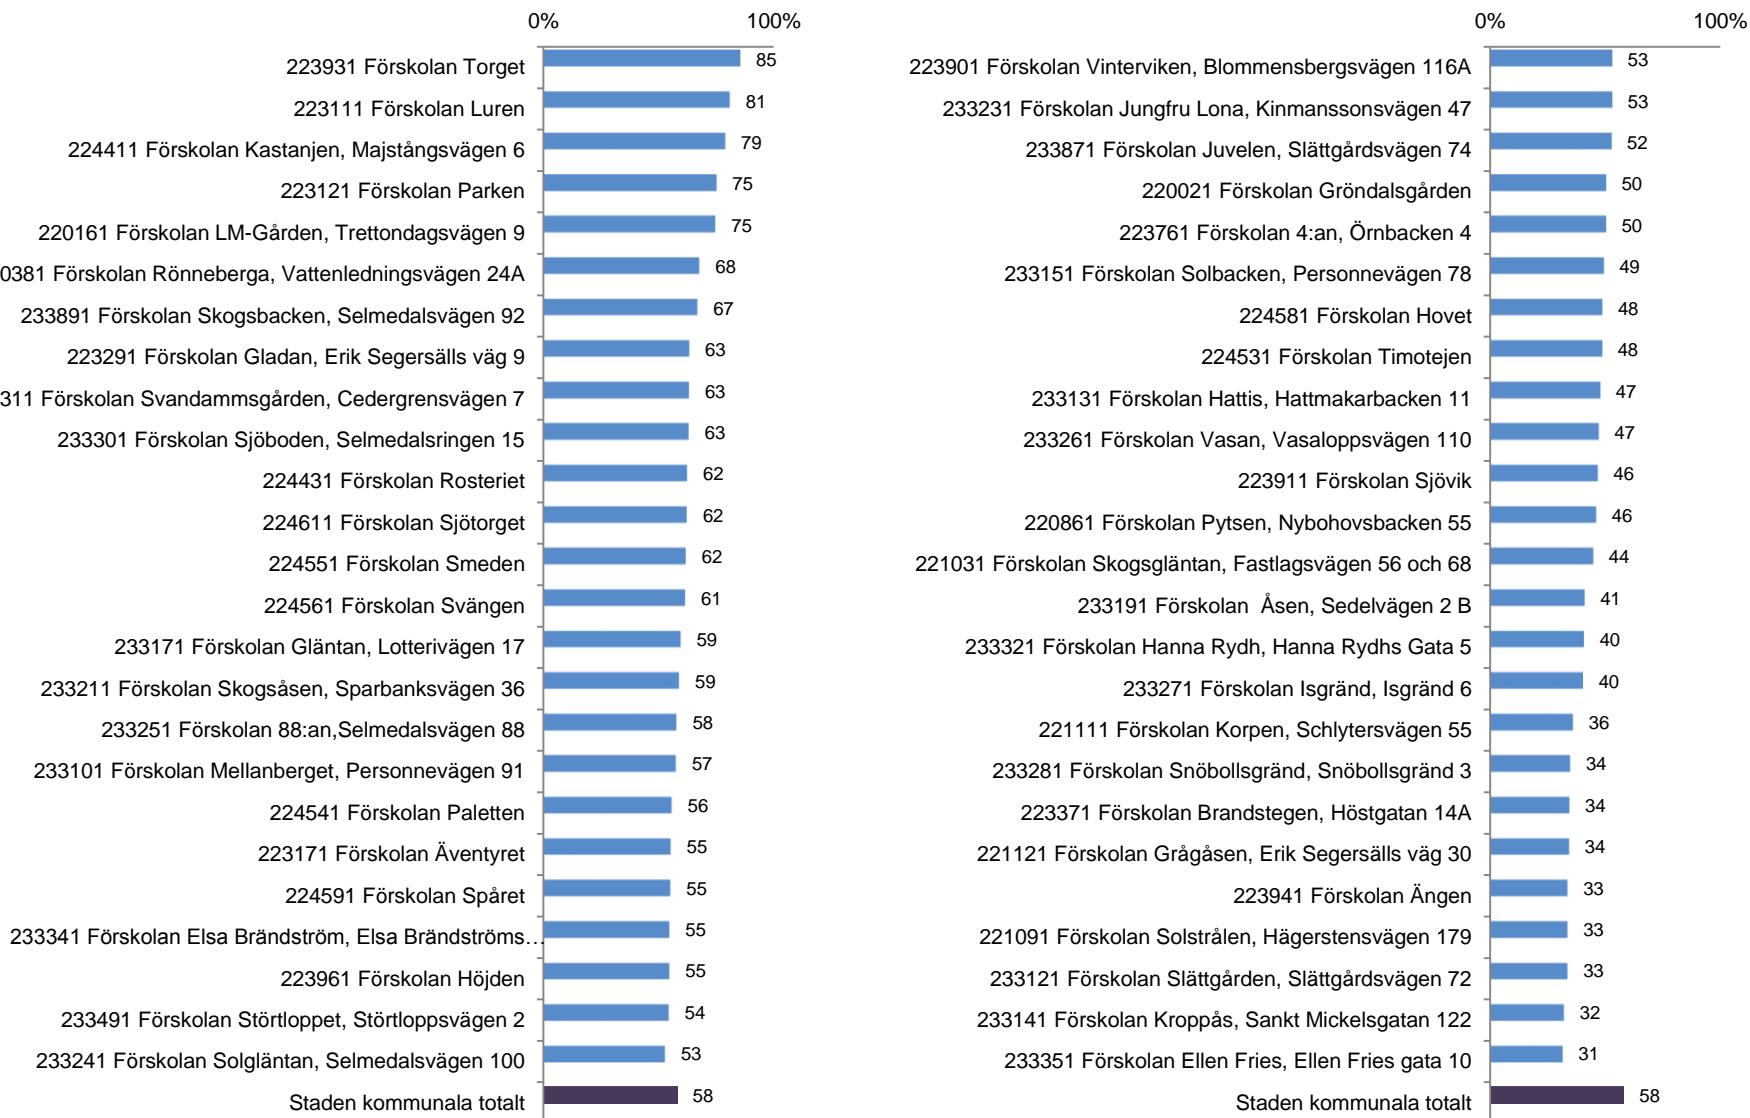 0% 100%
223931 Förskolan Torget 85
223111 Förskolan Luren 81
224411 Förskolan Kastanjen, Majstångsvägen 6 79
223121 Förskolan Parken 75
220161 Förskolan LM-Gården, Trettondagsvägen 9 75
0381 Förskolan Rönneberga, Vattenledningsvägen 24A 68
233891 Förskolan Skogsbacken, Selmedalsvägen 92 67
223291 Förskolan Gladan, Erik Segersälls väg 9 63
311 Förskolan Svandammsgården, Cedergrensvägen 7 63
233301 Förskolan Sjöboden, Selmedalsringen 15 63
224431 Förskolan Rosteriet 62
224611 Förskolan Sjötorget 62
224551 Förskolan Smeden 62
224561 Förskolan Svängen 61
233171 Förskolan Gläntan, Lotterivägen 17 59
233211 Förskolan Skogsåsen, Sparbanksvägen 36 59
233251 Förskolan 88:an,Selmedalsvägen 88 58
233101 Förskolan Mellanberget, Personnevägen 91 57
224541 Förskolan Paletten 56
223171 Förskolan Äventyret 55
224591 Förskolan Spåret 55
233341 Förskolan Elsa Brändström, Elsa Brändströms… 55
223961 Förskolan Höjden 55
233491 Förskolan Störtloppet, Störtloppsvägen 2 54
233241 Förskolan Solgläntan, Selmedalsvägen 100 53
Staden kommunala totalt 58
0% 100%
223901 Förskolan Vinterviken, Blommensbergsvägen 116A 53
233231 Förskolan Jungfru Lona, Kinmanssonsvägen 47 53
233871 Förskolan Juvelen, Slättgårdsvägen 74 52
220021 Förskolan Gröndalsgården 50
223761 Förskolan 4:an, Örnbacken 4 50
233151 Förskolan Solbacken, Personnevägen 78 49
224581 Förskolan Hovet 48
224531 Förskolan Timotejen 48
233131 Förskolan Hattis, Hattmakarbacken 11 47
233261 Förskolan Vasan, Vasaloppsvägen 110 47
223911 Förskolan Sjövik 46
220861 Förskolan Pytsen, Nybohovsbacken 55 46
221031 Förskolan Skogsgläntan, Fastlagsvägen 56 och 68 44
233191 Förskolan  Åsen, Sedelvägen 2 B 41
233321 Förskolan Hanna Rydh, Hanna Rydhs Gata 5 40
233271 Förskolan Isgränd, Isgränd 6 40
221111 Förskolan Korpen, Schlytersvägen 55 36
233281 Förskolan Snöbollsgränd, Snöbollsgränd 3 34
223371 Förskolan Brandstegen, Höstgatan 14A 34
221121 Förskolan Grågåsen, Erik Segersälls väg 30 34
223941 Förskolan Ängen 33
221091 Förskolan Solstrålen, Hägerstensvägen 179 33
233121 Förskolan Slättgården, Slättgårdsvägen 72 33
233141 Förskolan Kroppås, Sankt Mickelsgatan 122 32
233351 Förskolan Ellen Fries, Ellen Fries gata 10 31
Staden kommunala totalt 58